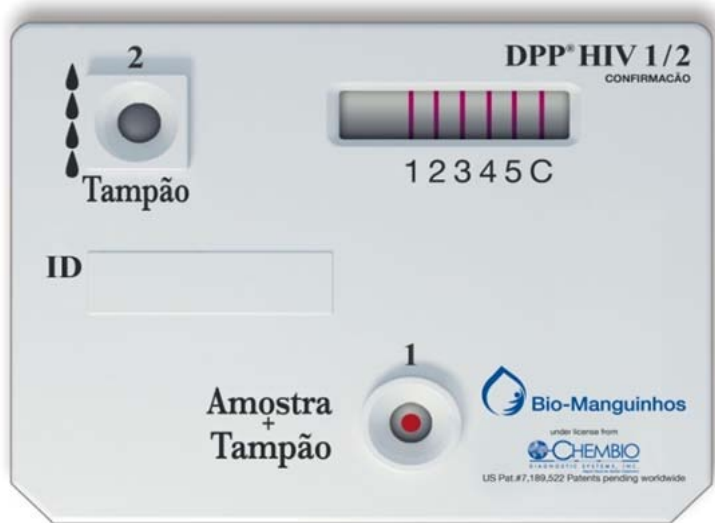 2
DPP® HIV 1/2
CONFIRMACÃO
1 2 3 4 5 C
Tampão
ID
1
Amostra
+
Tampão
Bio-Manguinhos
under license from
CHEMBIO
DIAGNOSTIC SYSTEMS, INC.
US Pat.#7,189,522 Patents pending worldwide